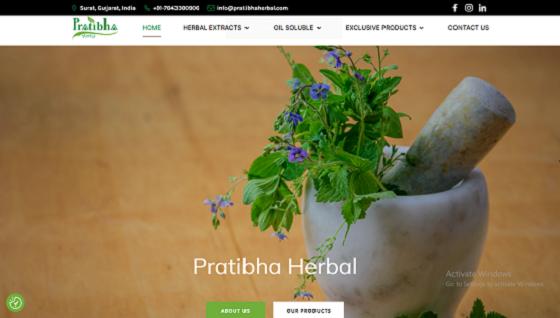 Surat, Gujarat, India +91-7643390906 info@pratibhaherbal.com
Pratibha
Herbal
HOME HERBAL EXTRACTS OIL SOLUBLE EXCLUSIVE PRODUCTS CONTACT US
Pratibha Herbal
Activate Windows
Go to Settings to activate Windows.
ABOUT US OUR PRODUCTS